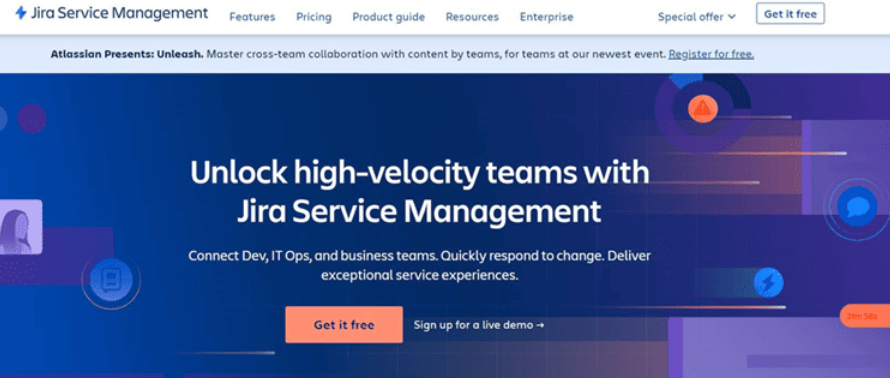 Jira Service Management
Features Pricing Product guide Resources Enterprise Special offer Get it free
Atlassian Presents: Unleash. Master cross-team collaboration with content by teams, for teams at our newest event. Register for free.
Unlock high-velocity teams with
Jira Service Management
Connect Dev, IT Ops, and business teams. Quickly respond to change. Deliver
exceptional service experiences.
Get it free Sign up for a live demo →
21m 58s